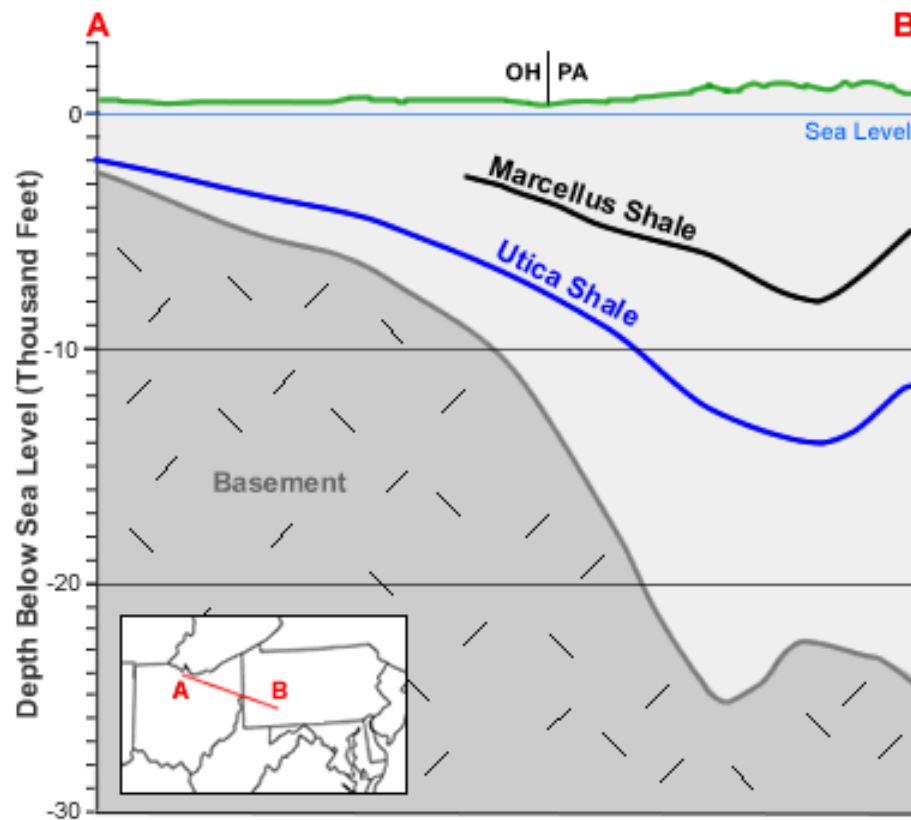 A
B
OH
PA
0
Sea Level
Marcellus Shale
Utica Shale
Depth Below Sea Level (Thousand Feet)
-10
Basement
-20
A
B
-30